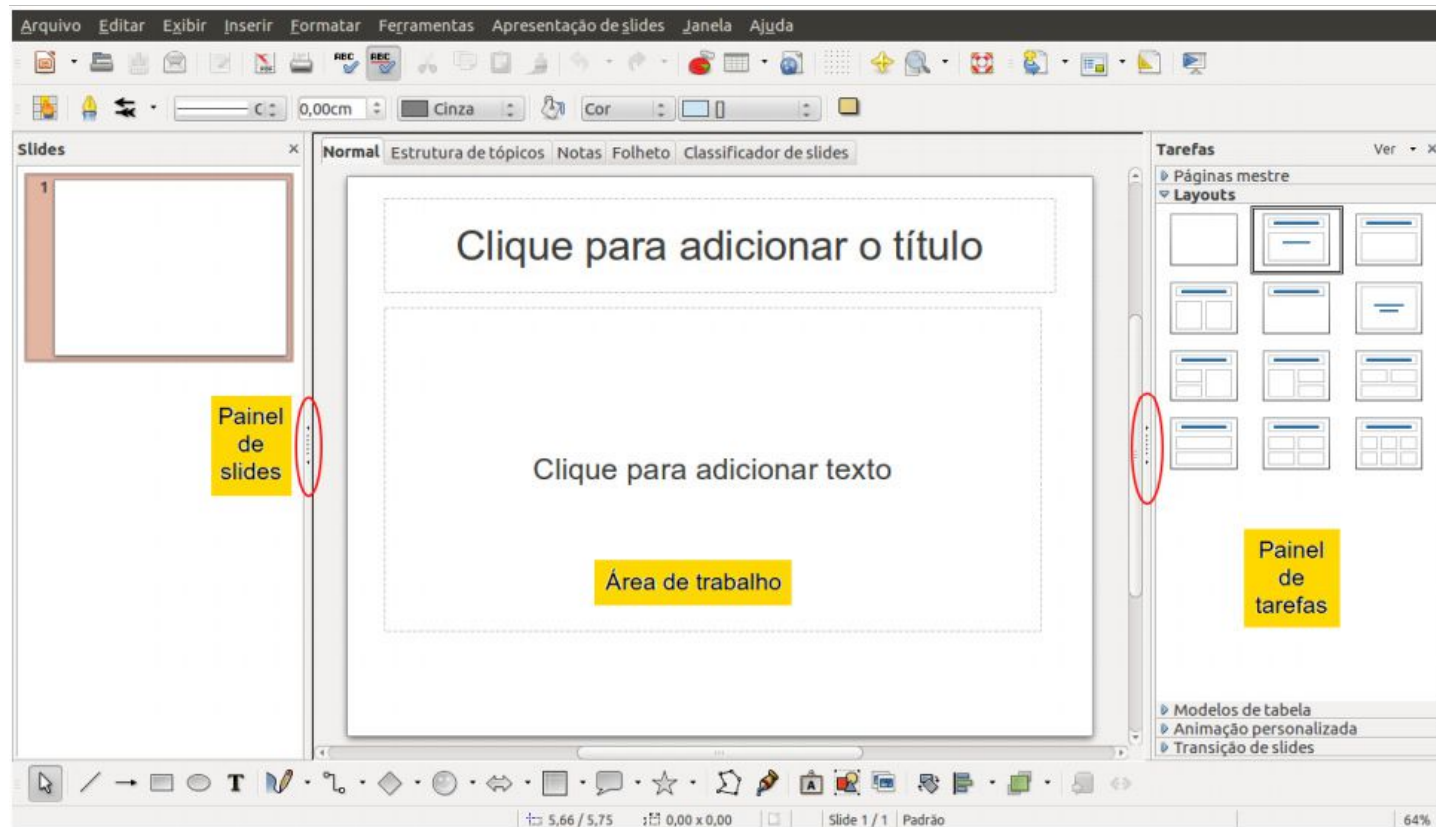 Arquivo Editar Exibir Inserir Formatar Ferramentas Apresentação de slides Janela Ajuda
ABC ABC
C 0,00cm Cinza Cor []
Slides ×
Normal Estrutura de tópicos Notas Folheto Classificador de slides
Tarefas Ver ×
Páginas mestre
Layouts
1
Clique para adicionar o título
Painel
de
slides
Clique para adicionar texto
Área de trabalho
Painel
de
tarefas
Modelos de tabela
Animação personalizada
Transição de slides
T A
5,66 / 5,75 0,00 x 0,00 Slide 1 / 1 Padrão 64%